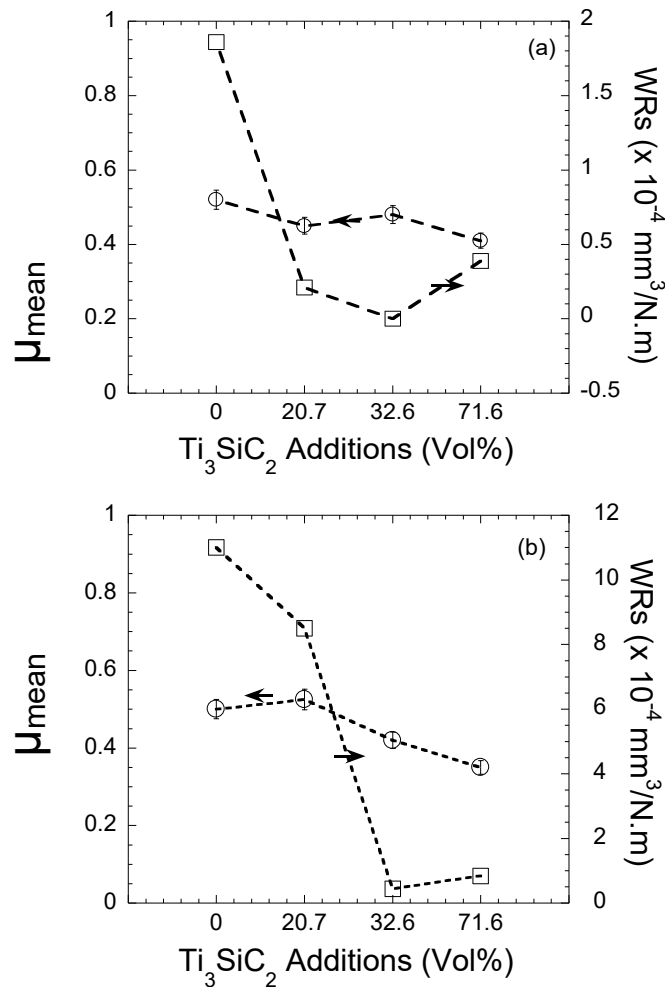 (a)
1
0.8
0.6
0.4
0.2
0
μmean
2
1.5
1
0.5
0
-0.5
WRs (x 10⁻⁴ mm³/N.m)
0 20.7 32.6 71.6
Ti₃SiC₂ Additions (Vol%)
(b)
1
0.8
0.6
0.4
0.2
0
μmean
12
10
8
6
4
2
0
WRs (x 10⁻⁴ mm³/N.m)
0 20.7 32.6 71.6
Ti₃SiC₂ Additions (Vol%)